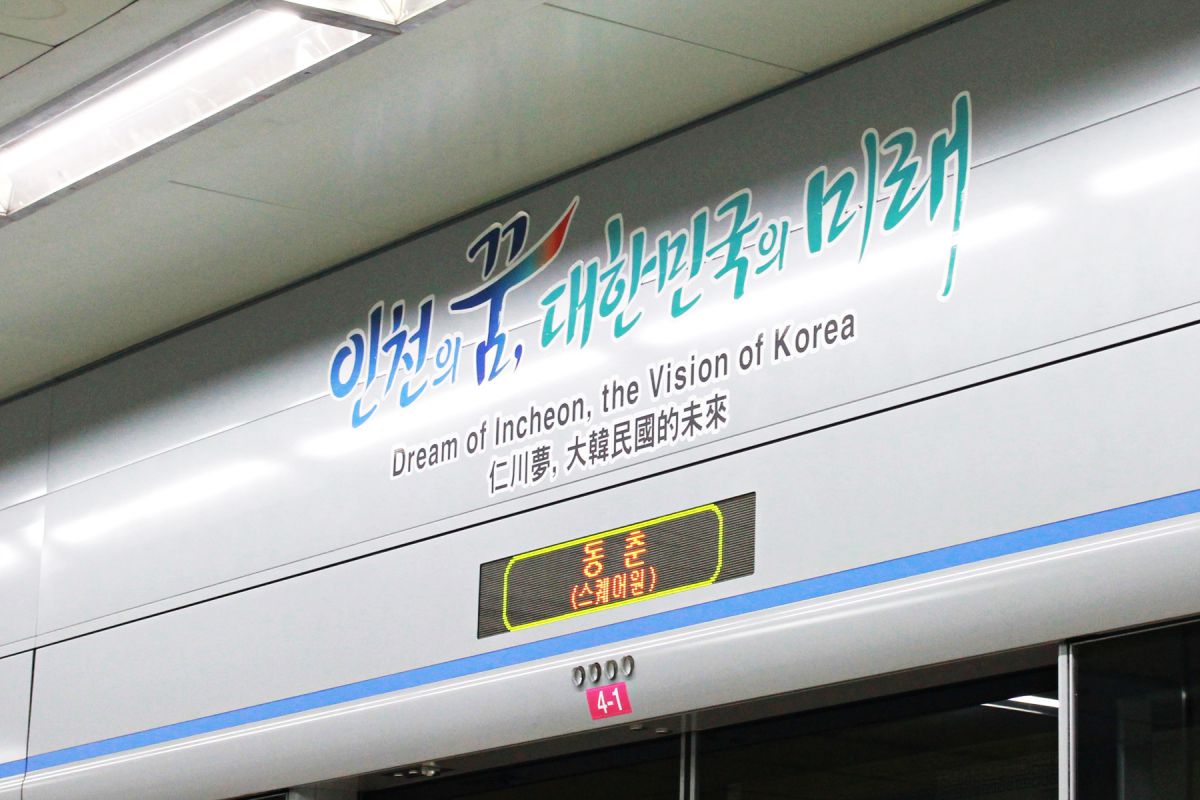 인천의 꿈, 대한민국의 미래
Dream of Incheon, the Vision of Korea
仁川夢, 大韓民國的未來
동춘
(스퀘어원)
4-1